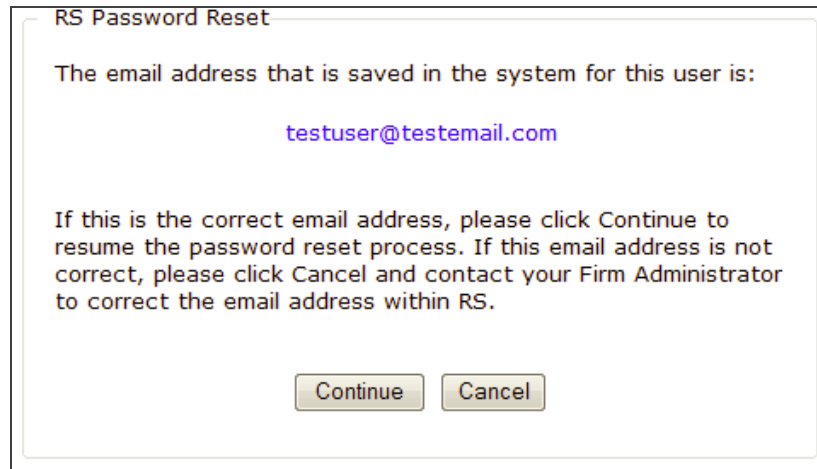 RS Password Reset
The email address that is saved in the system for this user is:
testuser@testemail.com
If this is the correct email address, please click Continue to
resume the password reset process. If this email address is not
correct, please click Cancel and contact your Firm Administrator
to correct the email address within RS.
Continue Cancel